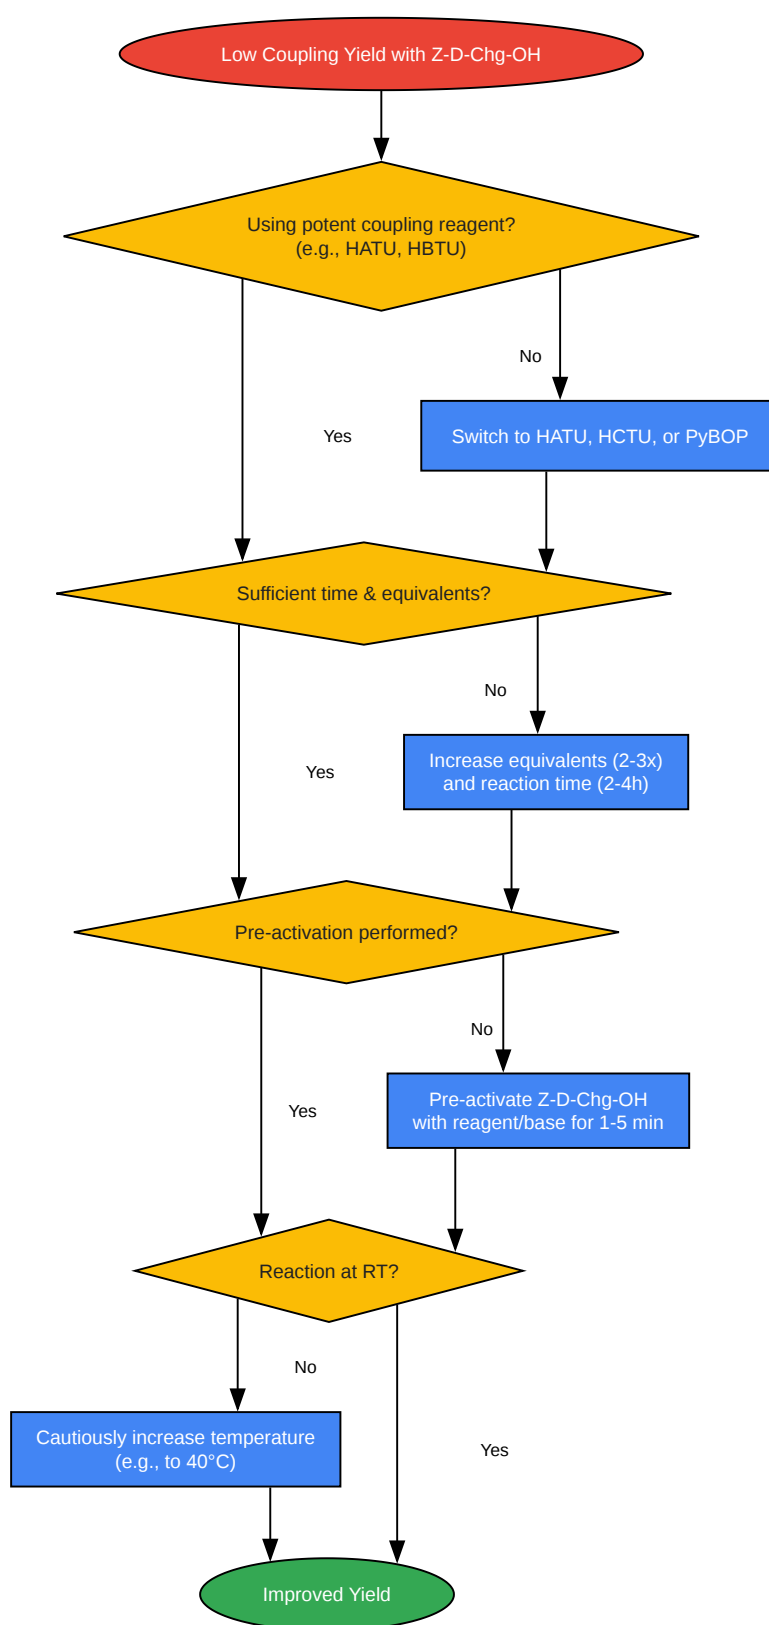 Low Coupling Yield with Z-D-Chg-OH
Using potent coupling reagent?
(e.g., HATU, HBTU)
No
Yes
Switch to HATU, HCTU, or PyBOP
Sufficient time & equivalents?
No
Yes
Increase equivalents (2-3x)
and reaction time (2-4h)
Pre-activation performed?
No
Yes
Pre-activate Z-D-Chg-OH
with reagent/base for 1-5 min
Reaction at RT?
No
Yes
Cautiously increase temperature
(e.g., to 40°C)
Improved Yield